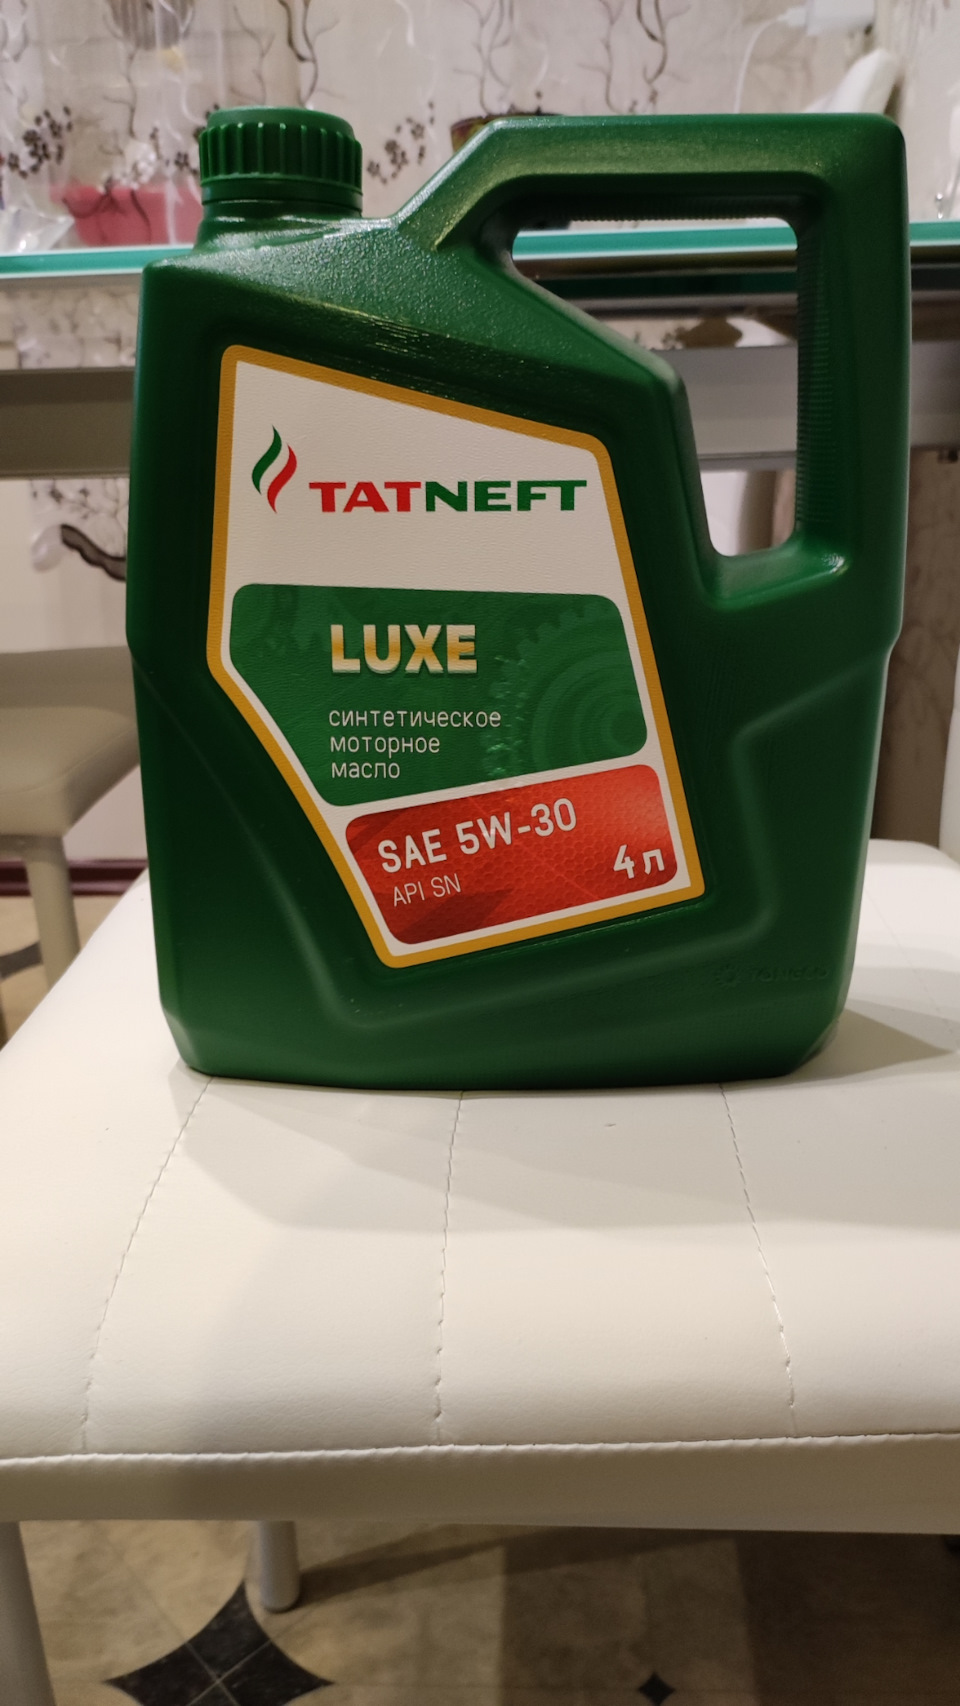 TATNEFT
LUXE
синтетическое
моторное
масло
SAE 5W-30
API SN
4 л